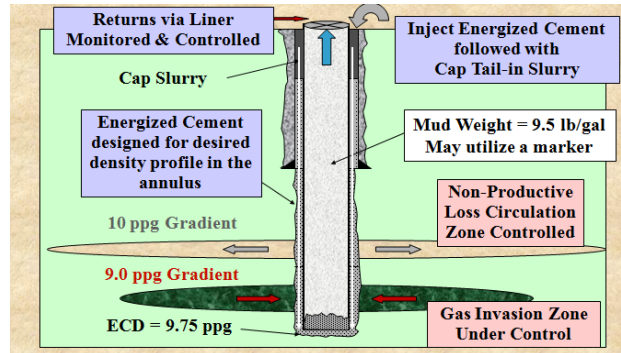 Returns via Liner
Monitored & Controlled
Inject Energized Cement
followed with
Cap Tail-in Slurry
Cap Slurry
Energized Cement
designed for desired
density profile in the
annulus
Mud Weight = 9.5 lb/gal
May utilize a marker
Non-Productive
Loss Circulation
Zone Controlled
10 ppg Gradient
9.0 ppg Gradient
ECD = 9.75 ppg
Gas Invasion Zone
Under Control